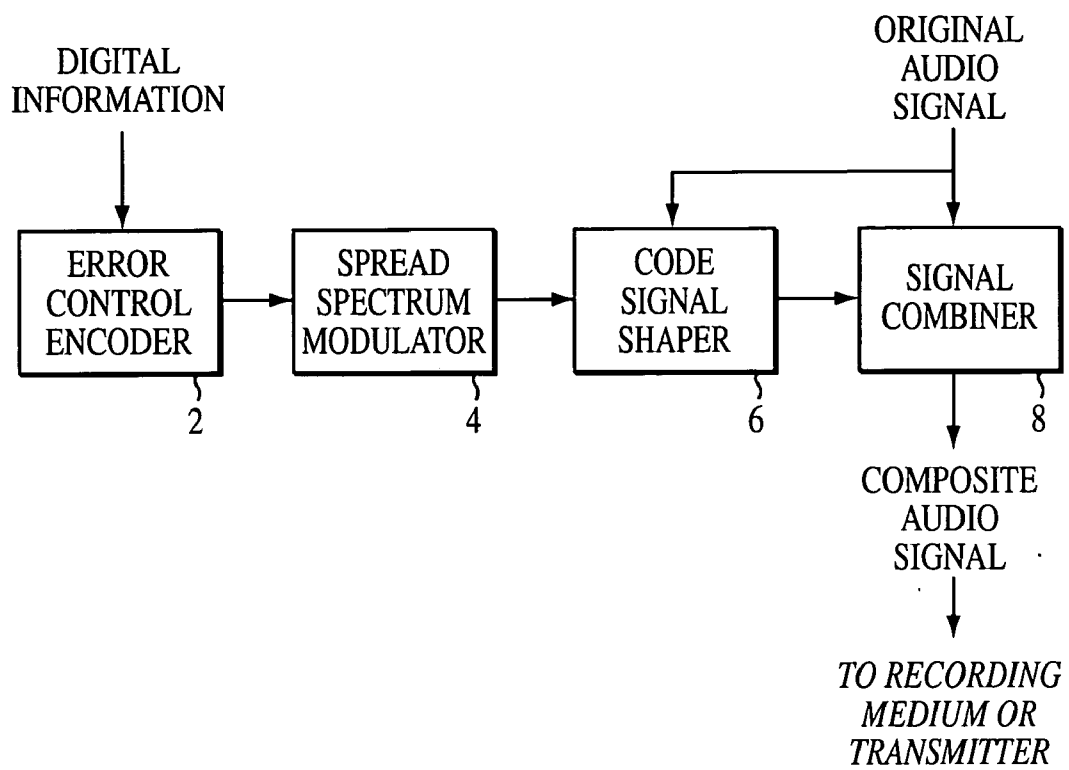 DIGITAL
INFORMATION
ORIGINAL
AUDIO
SIGNAL
ERROR
CONTROL
ENCODER
2
SPREAD
SPECTRUM
MODULATOR
4
CODE
SIGNAL
SHAPER
6
SIGNAL
COMBINER
8
COMPOSITE
AUDIO
SIGNAL
TO RECORDING
MEDIUM OR
TRANSMITTER